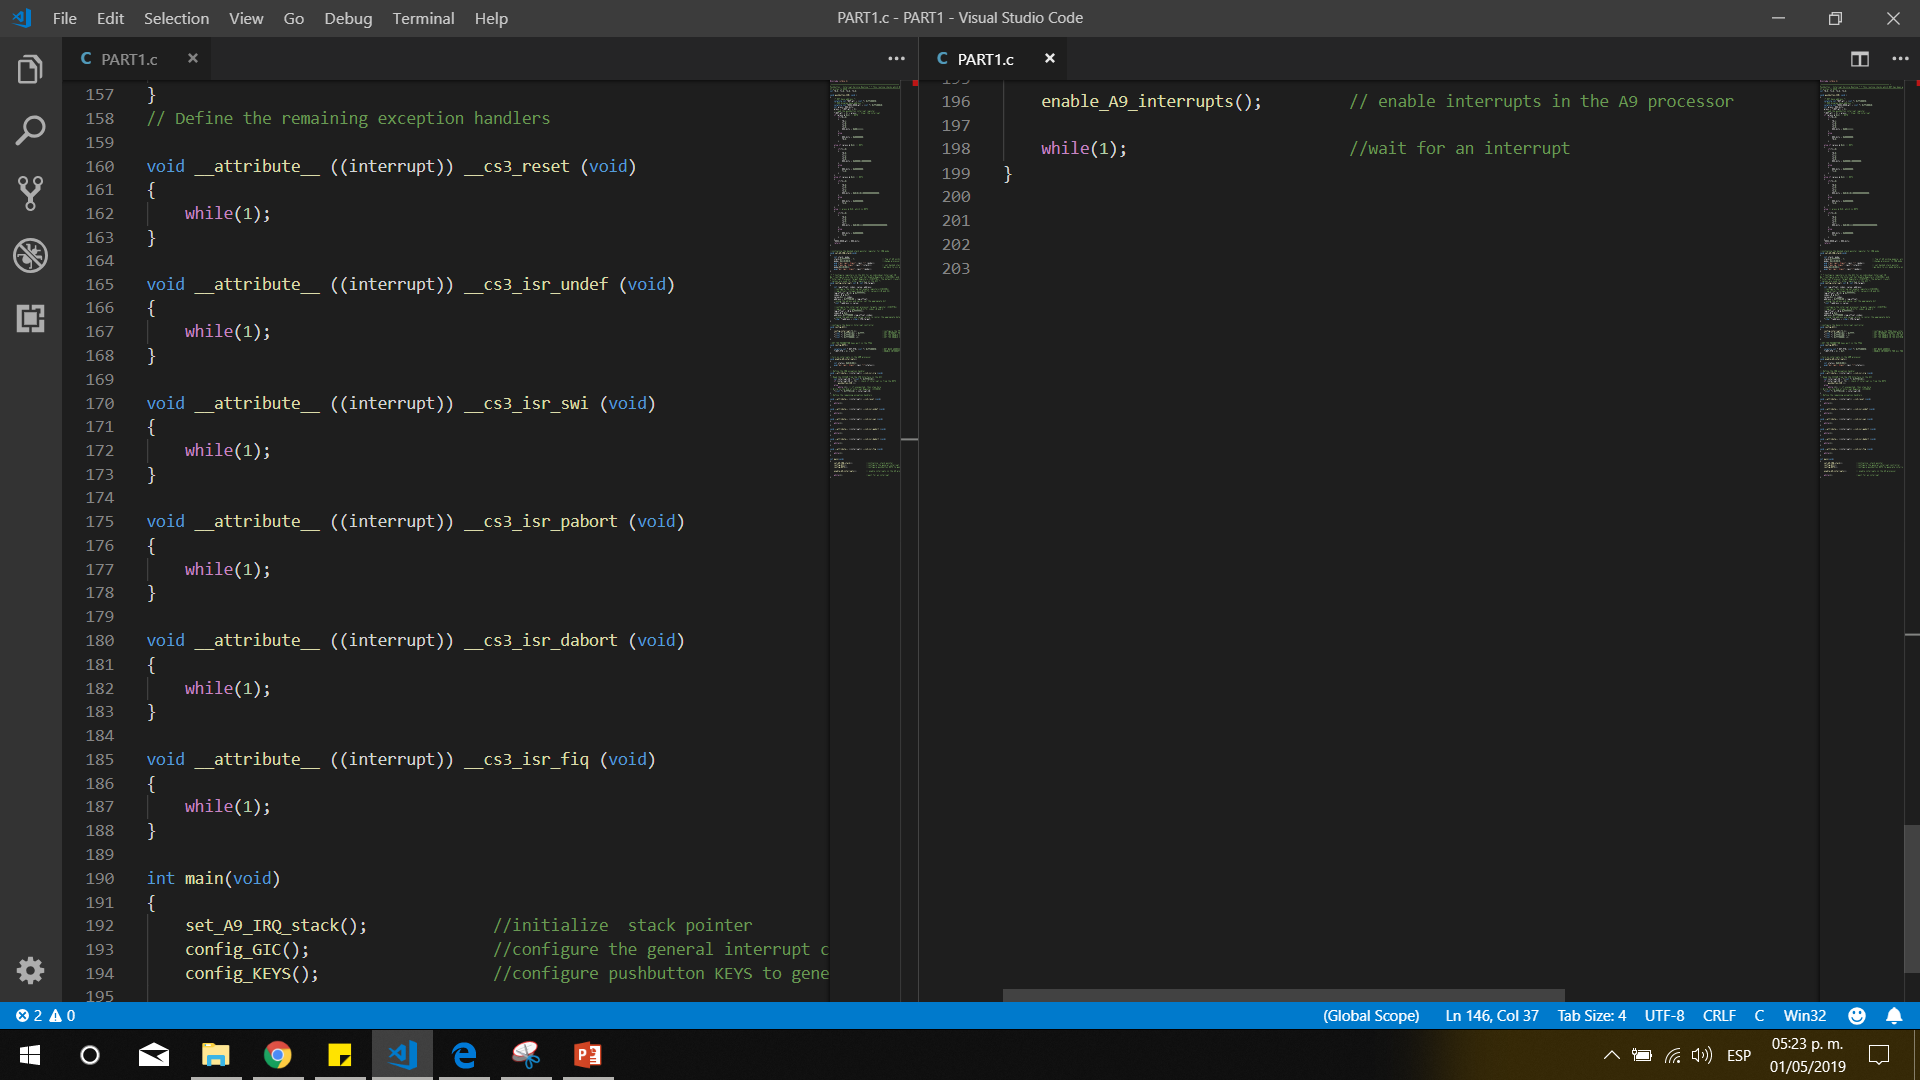 File Edit Selection View Go Debug Terminal Help
PART1.c - PART1 - Visual Studio Code
C PART1.c
157 }
158 // Define the remaining exception handlers
159
160 void __attribute__ ((interrupt)) __cs3_reset (void)
161 {
162 while(1);
163 }
164
165 void __attribute__ ((interrupt)) __cs3_isr_undef (void)
166 {
167 while(1);
168 }
169
170 void __attribute__ ((interrupt)) __cs3_isr_swi (void)
171 {
172 while(1);
173 }
174
175 void __attribute__ ((interrupt)) __cs3_isr_pabort (void)
176 {
177 while(1);
178 }
179
180 void __attribute__ ((interrupt)) __cs3_isr_dabort (void)
181 {
182 while(1);
183 }
184
185 void __attribute__ ((interrupt)) __cs3_isr_fiq (void)
186 {
187 while(1);
188 }
189
190 int main(void)
191 {
192 set_A9_IRQ_stack(); //initialize stack pointer
193 config_GIC(); //configure the general interrupt c
194 config_KEYS(); //configure pushbutton KEYS to gene
195
C PART1.c
195
196 enable_A9_interrupts(); // enable interrupts in the A9 processor
197
198 while(1); //wait for an interrupt
199 }
200
201
202
203
2 0
(Global Scope) Ln 146, Col 37 Tab Size: 4 UTF-8 CRLF C Win32
ESP
05:23 p. m.
01/05/2019